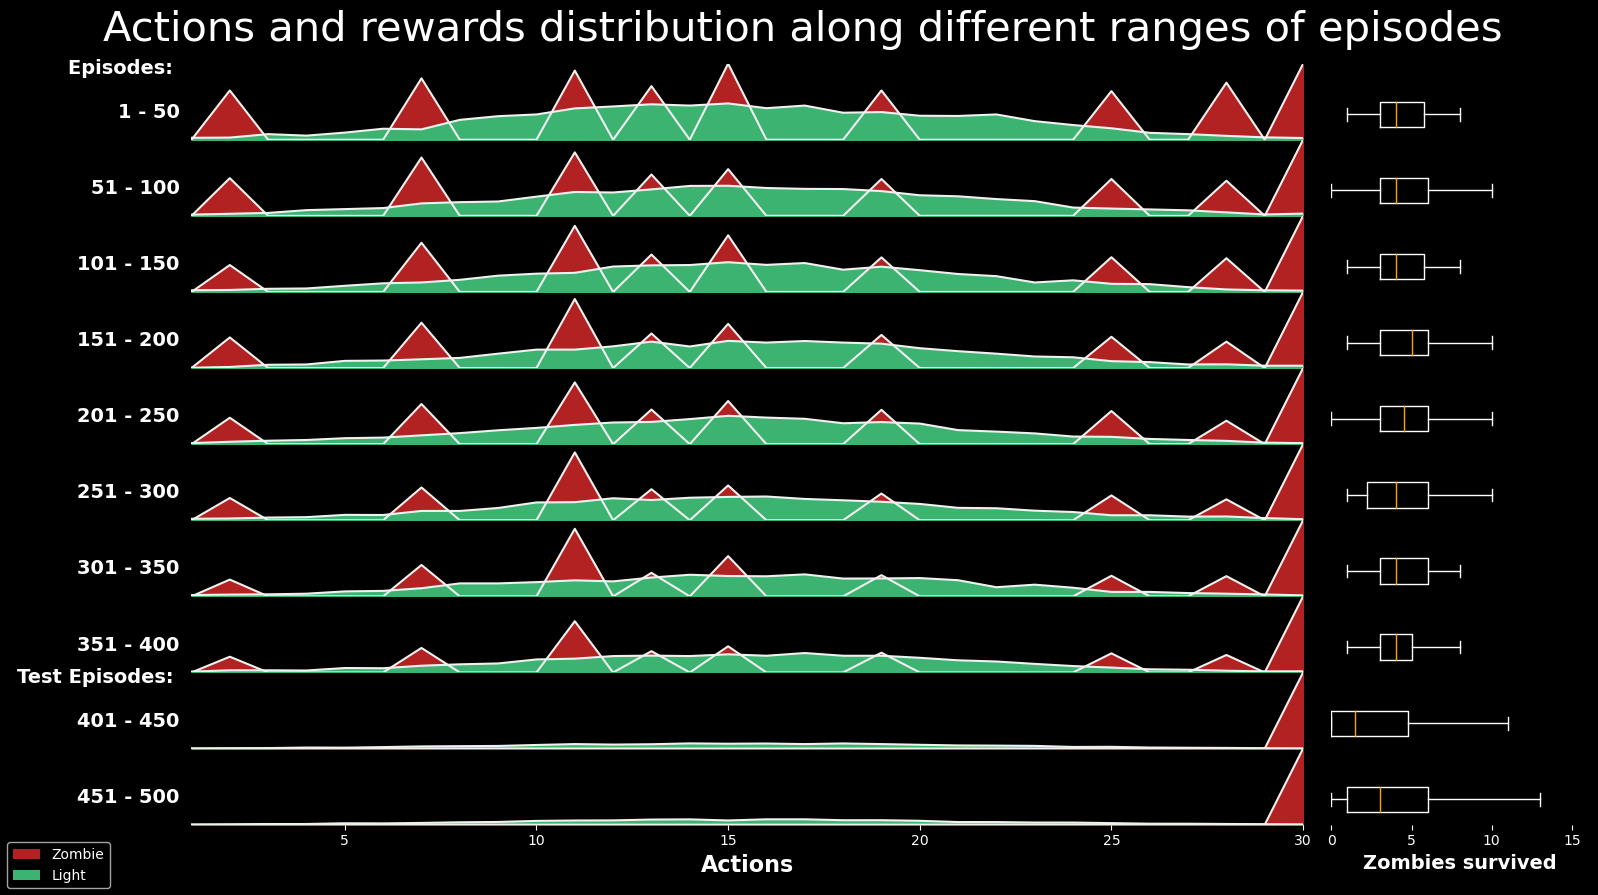 Actions and rewards distribution along different ranges of episodes
Episodes:
1 - 50
51 - 100
101 - 150
151 - 200
201 - 250
251 - 300
301 - 350
351 - 400
Test Episodes:
401 - 450
451 - 500
5 10 15 20 25 30
0 5 10 15
Actions
Zombies survived
Zombie
Light